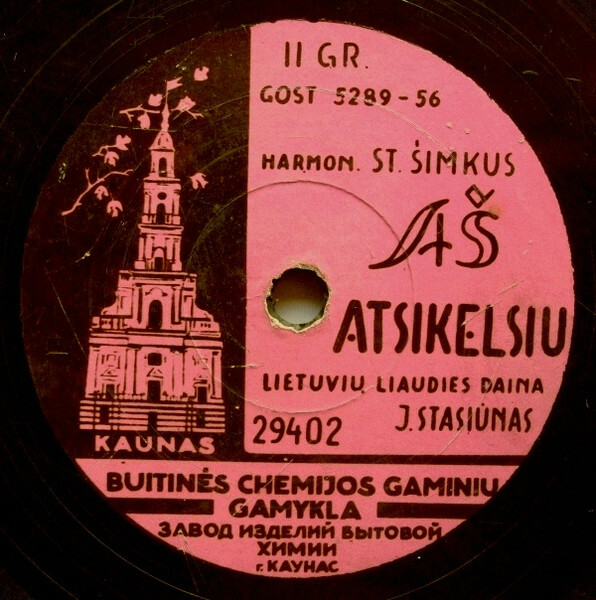 II GR.
GOST 5289-56
HARMON. ST. ŠIMKUS
AŠ
ATSIKELSIU
LIETUVIŲ LIAUDIES DAINA
29402 J. STASIŪNAS
KAUNAS
BUITINĖS CHEMIJOS GAMINIŲ
GAMYKLA
ЗАВОД ИЗДЕЛИЙ БЫТОВОЙ
ХИМИИ
г. КАУНАС